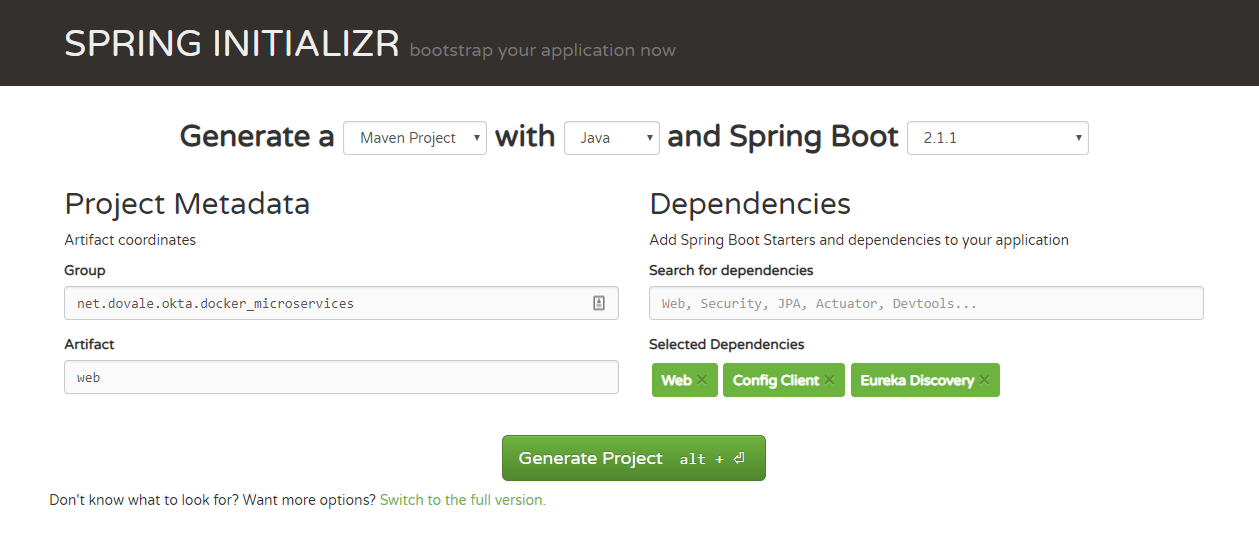 SPRING INITIALIZR bootstrap your application now
Generate a Maven Project with Java and Spring Boot 2.1.1
Project Metadata
Artifact coordinates
Group
net.dovale.okta.docker_microservices
Artifact
web
Dependencies
Add Spring Boot Starters and dependencies to your application
Search for dependencies
Web, Security, JPA, Actuator, Devtools...
Selected Dependencies
Web × Config Client × Eureka Discovery ×
Generate Project alt + ⏎
Don't know what to look for? Want more options? Switch to the full version.